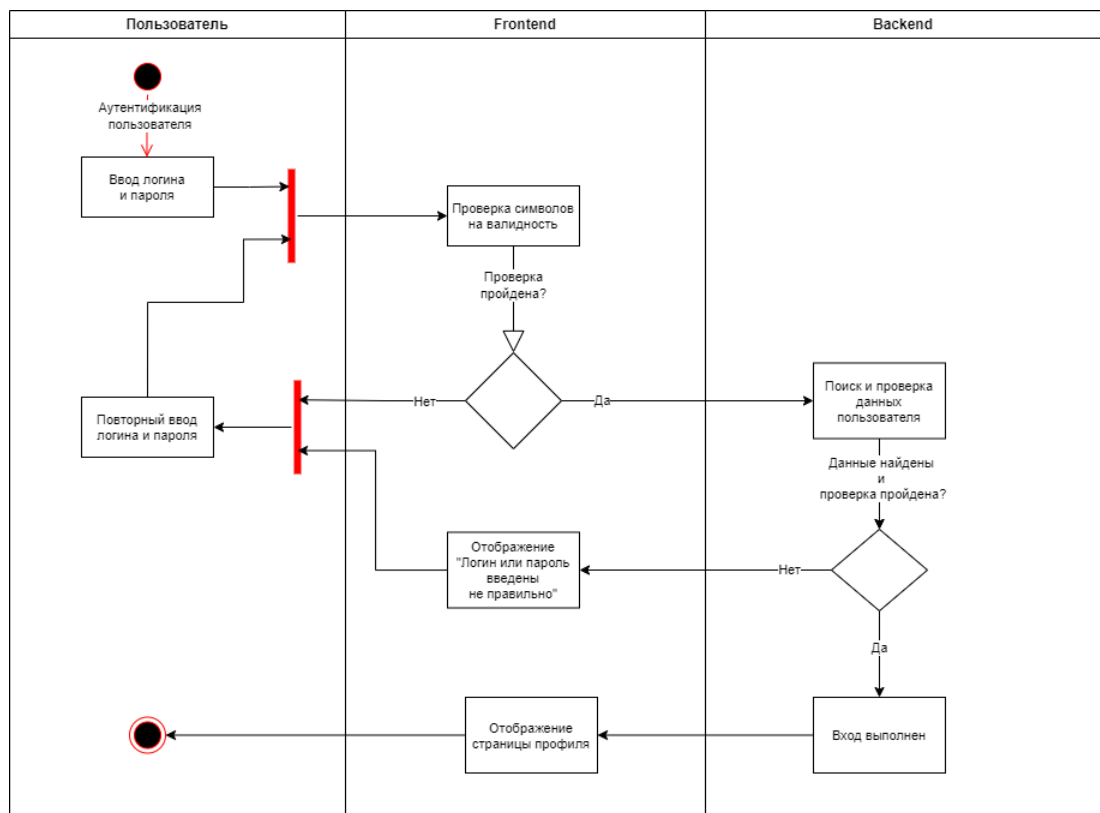 Пользователь
Frontend
Backend
Аутентификация
пользователя
Ввод логина
и пароля
Проверка символов
на валидность
Проверка
пройдена?
Нет
Да
Поиск и проверка
данных
пользователя
Повторный ввод
логина и пароля
Данные найдены
и
проверка пройдена?
Отображение
"Логин или пароль
введены
не правильно"
Нет
Да
Отображение
страницы профиля
Вход выполнен